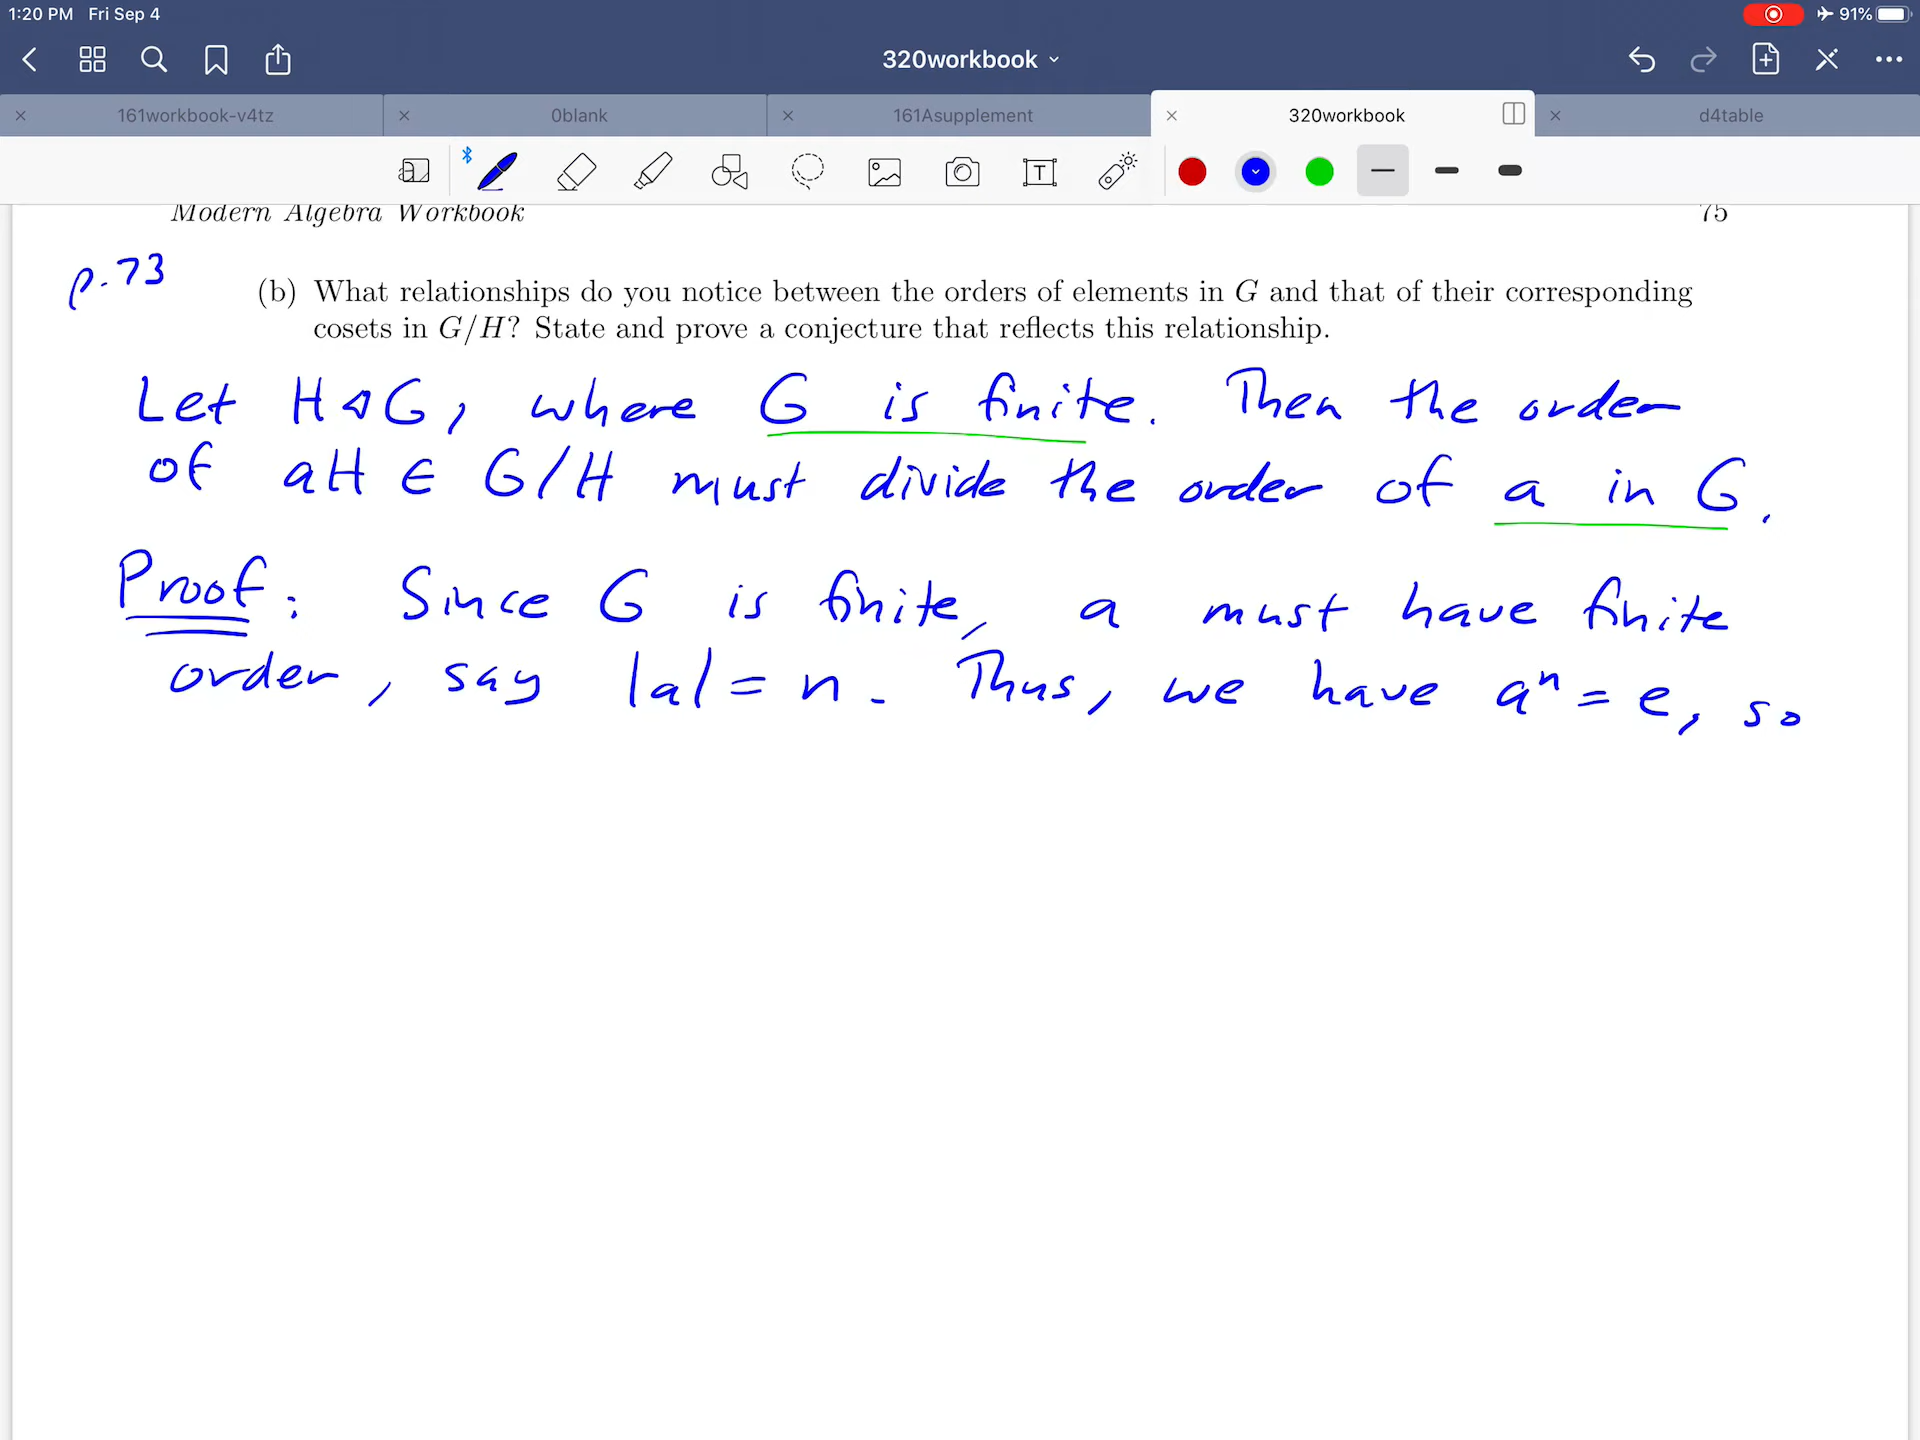 1:20 PM Fri Sep 4 91%
320workbook
161workbook-v4tz 0blank 161Asupplement 320workbook d4table
Modern Algebra Workbook 75
p. 73
(b) What relationships do you notice between the orders of elements in G and that of their corresponding
cosets in G/H? State and prove a conjecture that reflects this relationship.
Let H ⊲ G, where G is finite. Then the order
of aH ∈ G/H must divide the order of a in G.
Proof: Since G is finite, a must have finite
order, say |a| = n. Thus, we have aⁿ = e, so